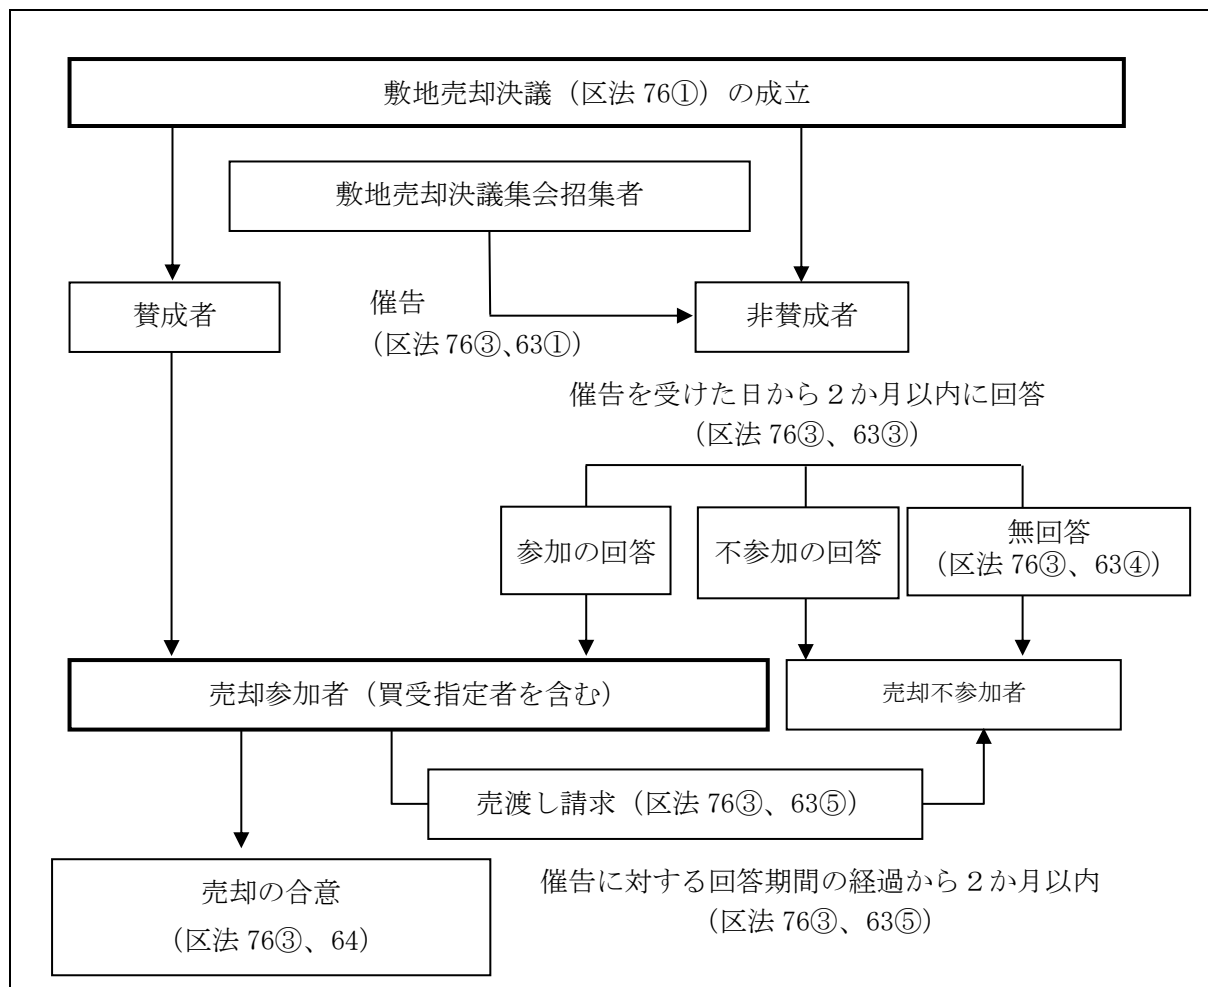 敷地売却決議（区法 76①）の成立
敷地売却決議集会招集者
賛成者
催告
（区法 76③、63①）
非賛成者
催告を受けた日から２か月以内に回答
（区法 76③、63③）
参加の回答
不参加の回答
無回答
（区法 76③、63④）
売却参加者（買受指定者を含む）
売却不参加者
売渡し請求（区法 76③、63⑤）
売却の合意
（区法 76③、64）
催告に対する回答期間の経過から２か月以内
（区法 76③、63⑤）